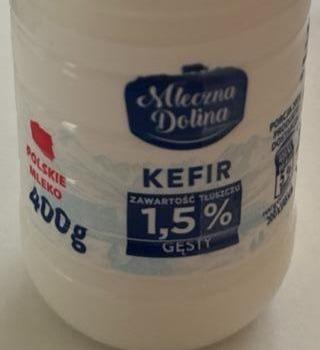 Mleczna
Dolina
KEFIR
ZAWARTOŚĆ TŁUSZCZU
1,5%
GĘSTY
POLSKIE
MLEKO
400g